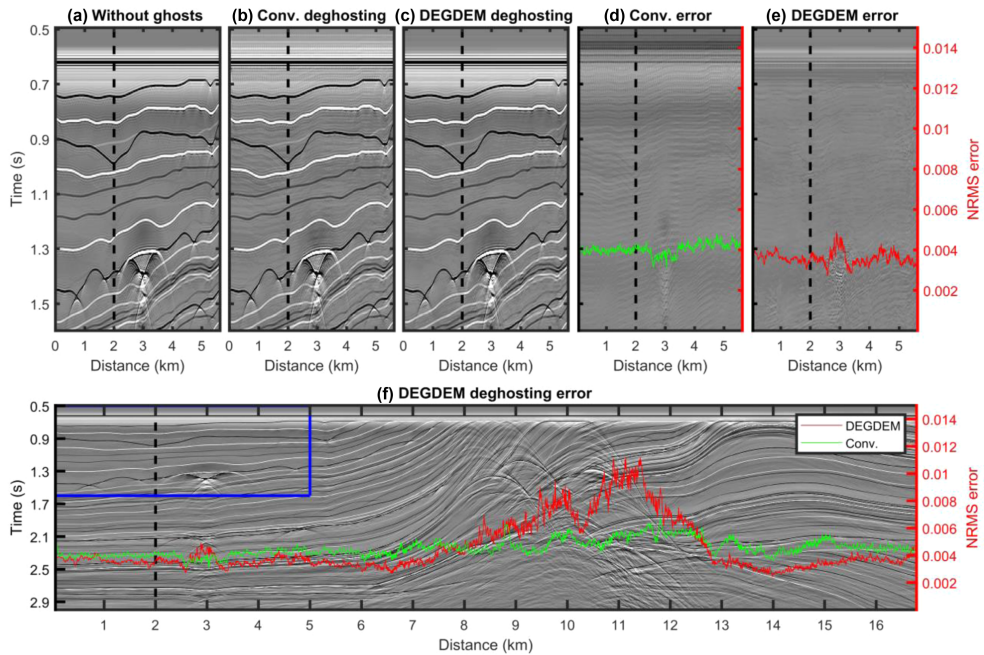 (a) Without ghosts
(b) Conv. deghosting
(c) DEGDEM deghosting
(d) Conv. error
(e) DEGDEM error
0.5
0.7
0.9
1.1
1.3
1.5
Time (s)
0.014
0.012
0.01
0.008
0.006
0.004
0.002
NRMS error
0 1 2 3 4 5
0 1 2 3 4 5
0 1 2 3 4 5
0 1 2 3 4 5
0 1 2 3 4 5
Distance (km)
Distance (km)
Distance (km)
Distance (km)
Distance (km)
(f) DEGDEM deghosting error
0.5
0.9
1.3
1.7
2.1
2.5
2.9
Time (s)
DEGDEM
Conv.
0.014
0.012
0.010
0.008
0.006
0.004
0.002
NRMS error
1 2 3 4 5 6 7 8 9 10 11 12 13 14 15 16
Distance (km)